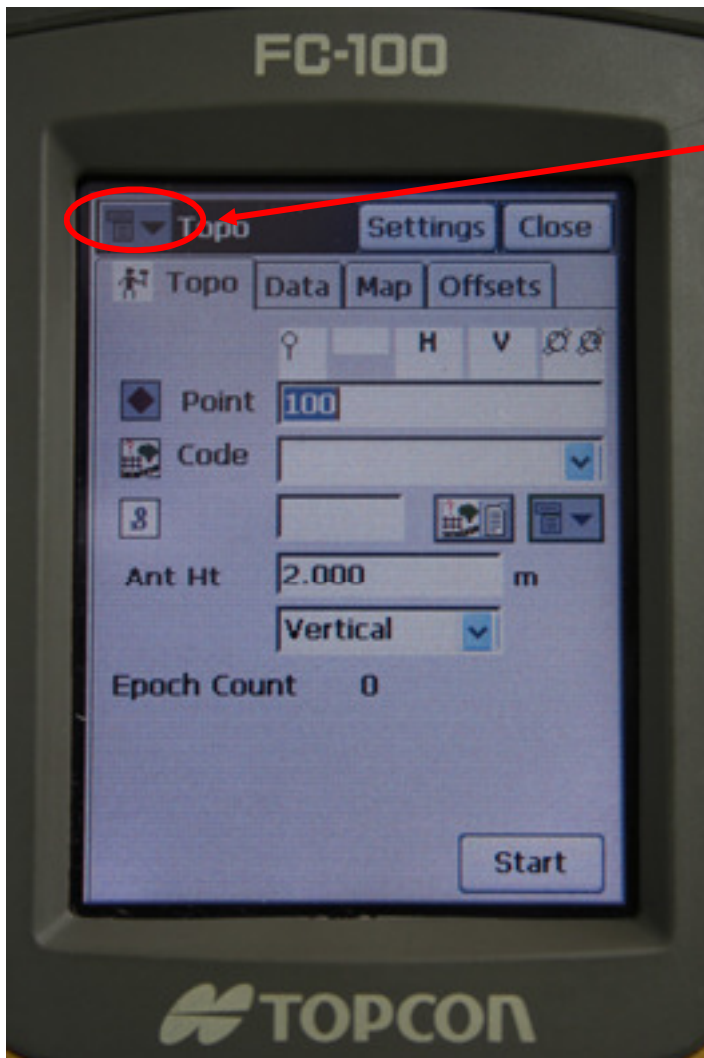 FC-100
Topo Settings Close
Topo Data Map Offsets
H V
Point 100
Code
S
Ant Ht 2.000 m
Vertical
Epoch Count 0
Start
TOPCON